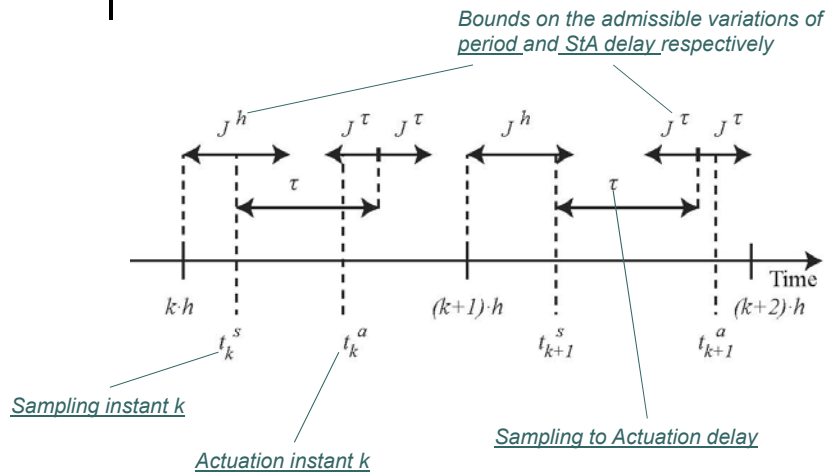 Bounds on the admissible variations of
period and StA delay respectively
J^h J^τ J^τ J^h J^τ J^τ
τ τ
Time
k·h (k+1)·h (k+2)·h
t_k^s t_k^a t_{k+1}^s t_{k+1}^a
Sampling instant k
Sampling to Actuation delay
Actuation instant k